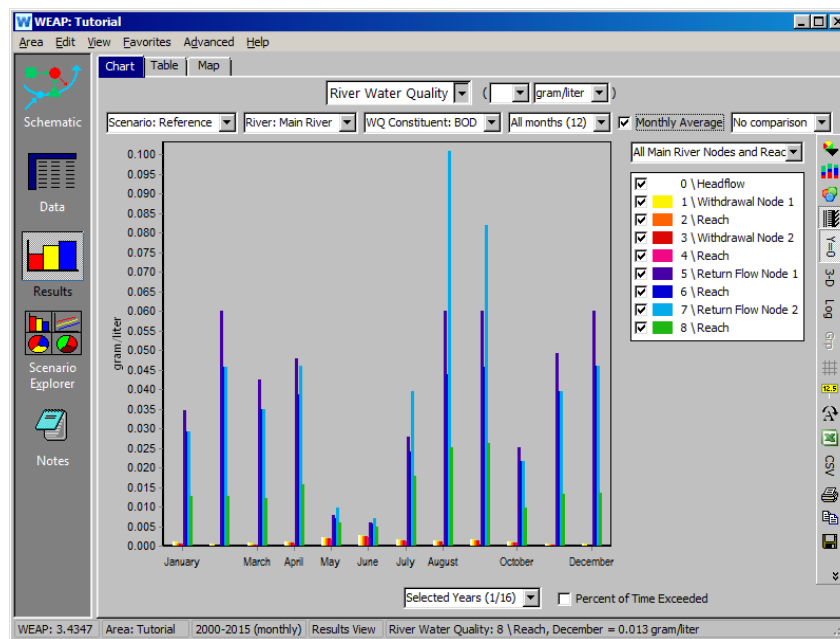 WEAP: Tutorial
Area Edit View Favorites Advanced Help
Chart Table Map
River Water Quality ( gram/liter )
Scenario: Reference River: Main River WQ Constituent: BOD All months (12) Monthly Average No comparison
Schematic
Data
Results
Scenario
Explorer
Notes
0.100
0.095
0.090
0.085
0.080
0.075
0.070
0.065
0.060
0.055
0.050
0.045
0.040
0.035
0.030
0.025
0.020
0.015
0.010
0.005
0.000
gram/liter
January March April May June July August October December
All Main River Nodes and Reac
0 \ Headflow
1 \ Withdrawal Node 1
2 \ Reach
3 \ Withdrawal Node 2
4 \ Reach
5 \ Return Flow Node 1
6 \ Reach
7 \ Return Flow Node 2
8 \ Reach
Y=0
3-D
Log
Grp
12.5
CSV
Selected Years (1/16) Percent of Time Exceeded
WEAP: 3.4347 Area: Tutorial 2000-2015 (monthly) Results View River Water Quality: 8 \ Reach, December = 0.013 gram/liter